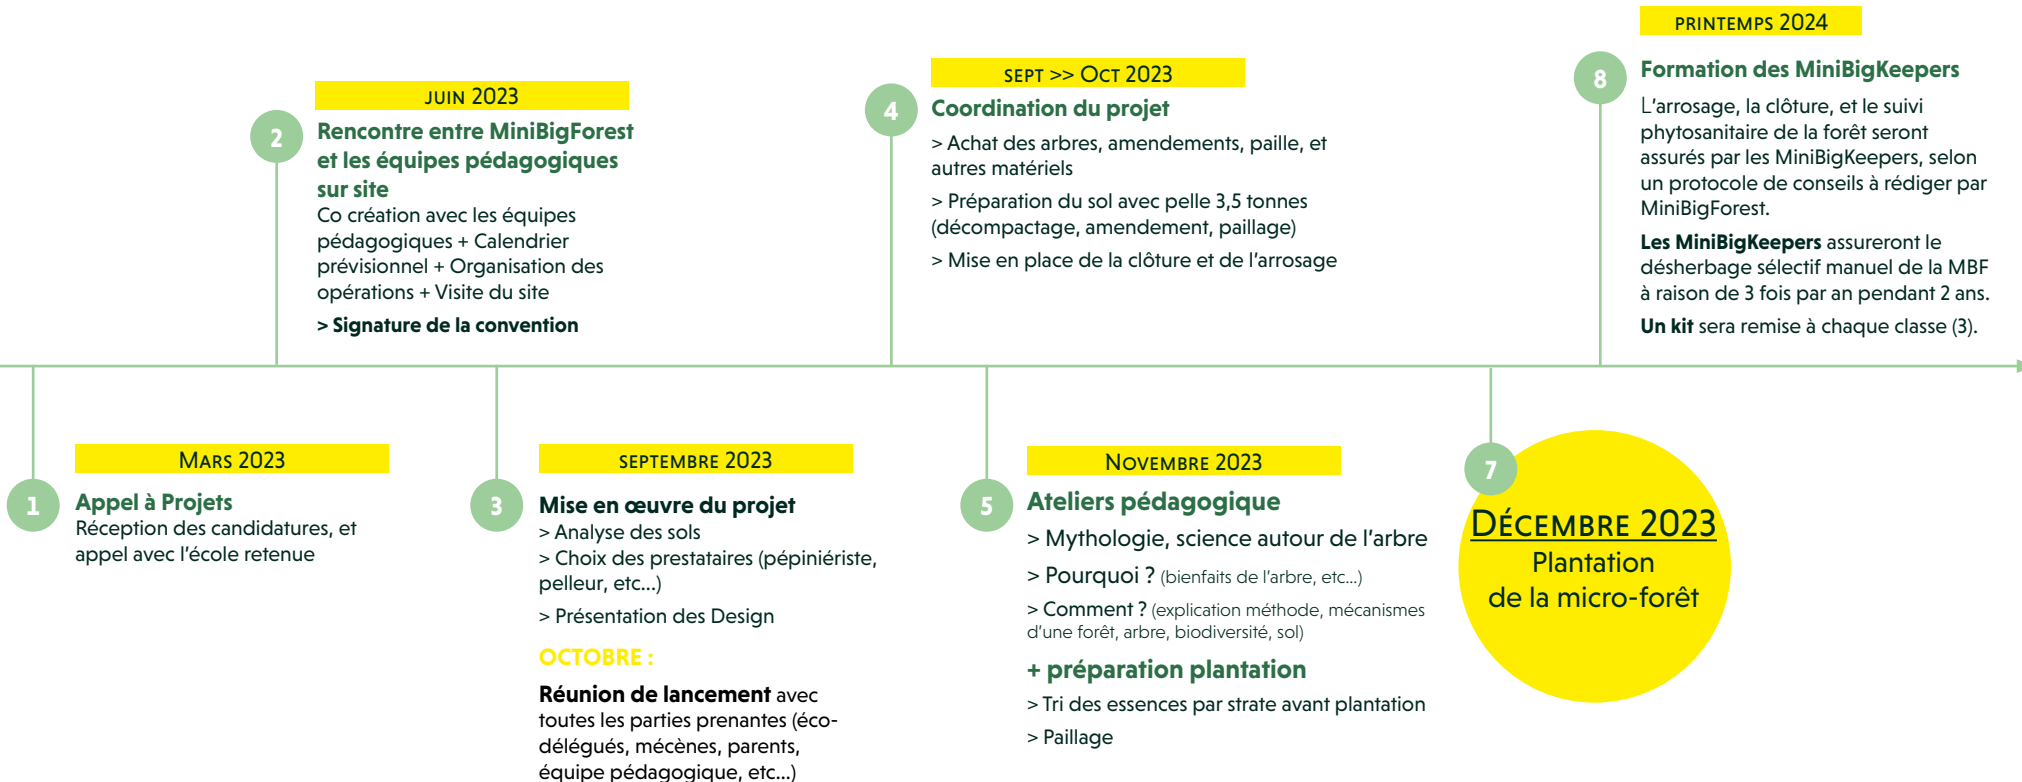 1
MARS 2023
Appel à Projets
Réception des candidatures, et
appel avec l'école retenue
2
JUIN 2023
Rencontre entre MiniBigForest
et les équipes pédagogiques
sur site
Co création avec les équipes
pédagogiques + Calendrier
prévisionnel + Organisation des
opérations + Visite du site
> Signature de la convention
3
SEPTEMBRE 2023
Mise en œuvre du projet
> Analyse des sols
> Choix des prestataires (pépiniériste,
pelleur, etc...)
> Présentation des Design
OCTOBRE :
Réunion de lancement avec
toutes les parties prenantes (éco-
délégués, mécènes, parents,
équipe pédagogique, etc...)
4
SEPT >> OCT 2023
Coordination du projet
> Achat des arbres, amendements, paille, et
autres matériels
> Préparation du sol avec pelle 3,5 tonnes
(décompactage, amendement, paillage)
> Mise en place de la clôture et de l'arrosage
5
NOVEMBRE 2023
Ateliers pédagogique
> Mythologie, science autour de l'arbre
> Pourquoi ? (bienfaits de l'arbre, etc...)
> Comment ? (explication méthode, mécanismes
d'une forêt, arbre, biodiversité, sol)
+ préparation plantation
> Tri des essences par strate avant plantation
> Paillage
7
DÉCEMBRE 2023
Plantation
de la micro-forêt
8
PRINTEMPS 2024
Formation des MiniBigKeepers
L'arrosage, la clôture, et le suivi
phytosanitaire de la forêt seront
assurés par les MiniBigKeepers, selon
un protocole de conseils à rédiger par
MiniBigForest.
Les MiniBigKeepers assureront le
désherbage sélectif manuel de la MBF
à raison de 3 fois par an pendant 2 ans.
Un kit sera remise à chaque classe (3).